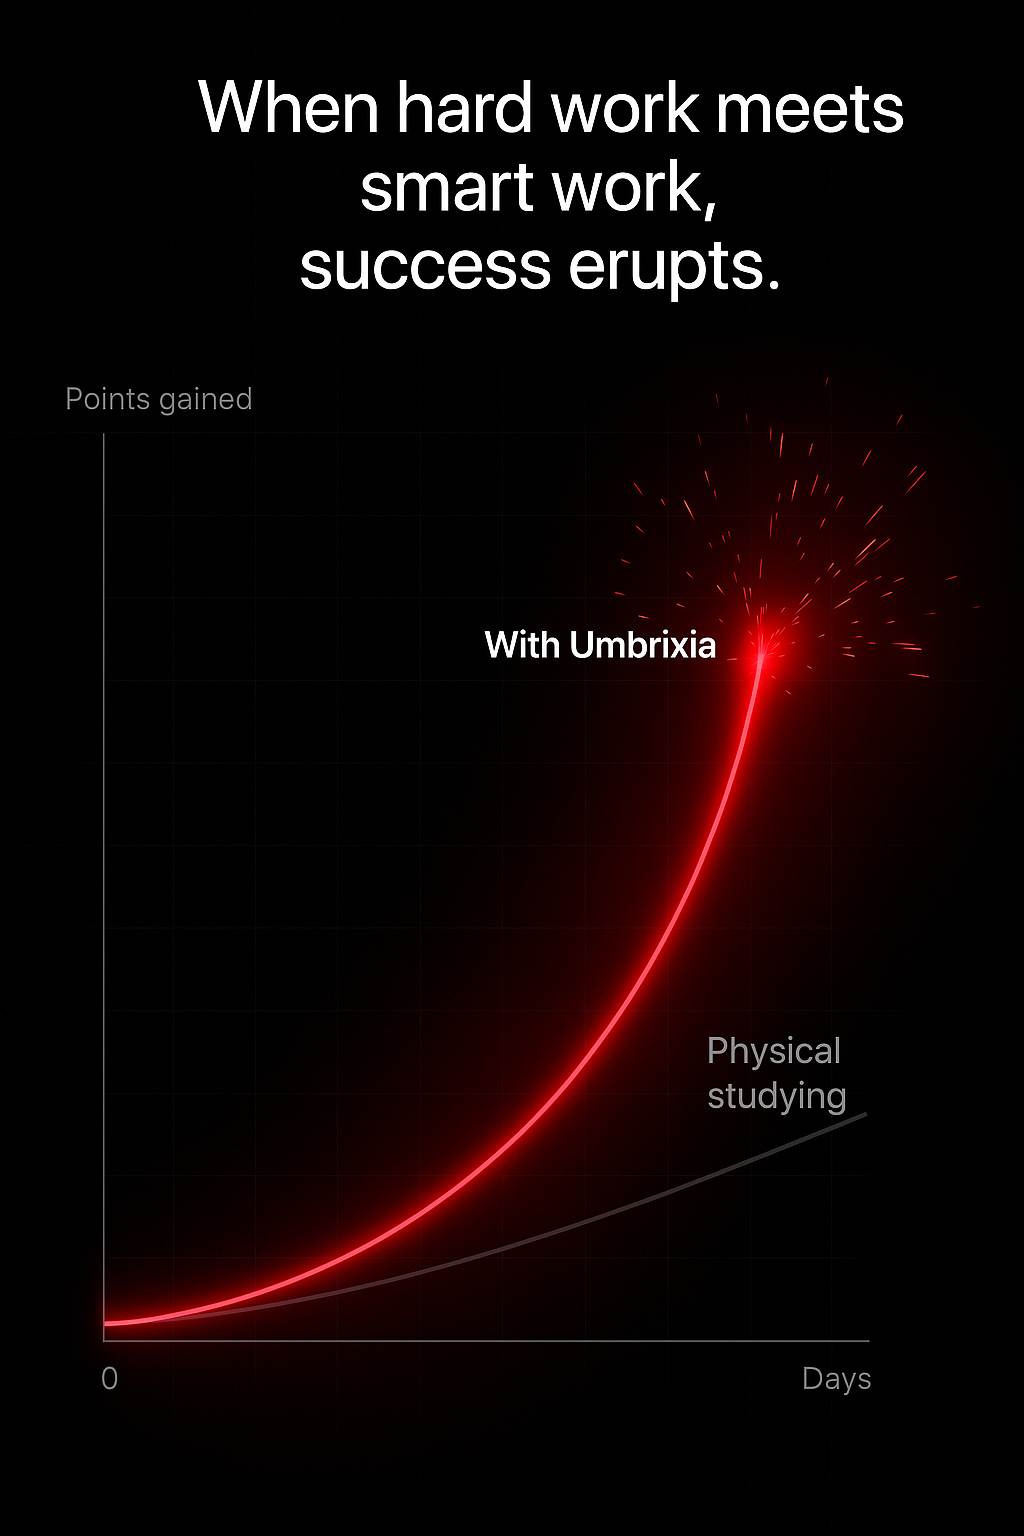 When hard work meets
smart work,
success erupts.
Points gained
With Umbrixia
Physical
studying
0
Days